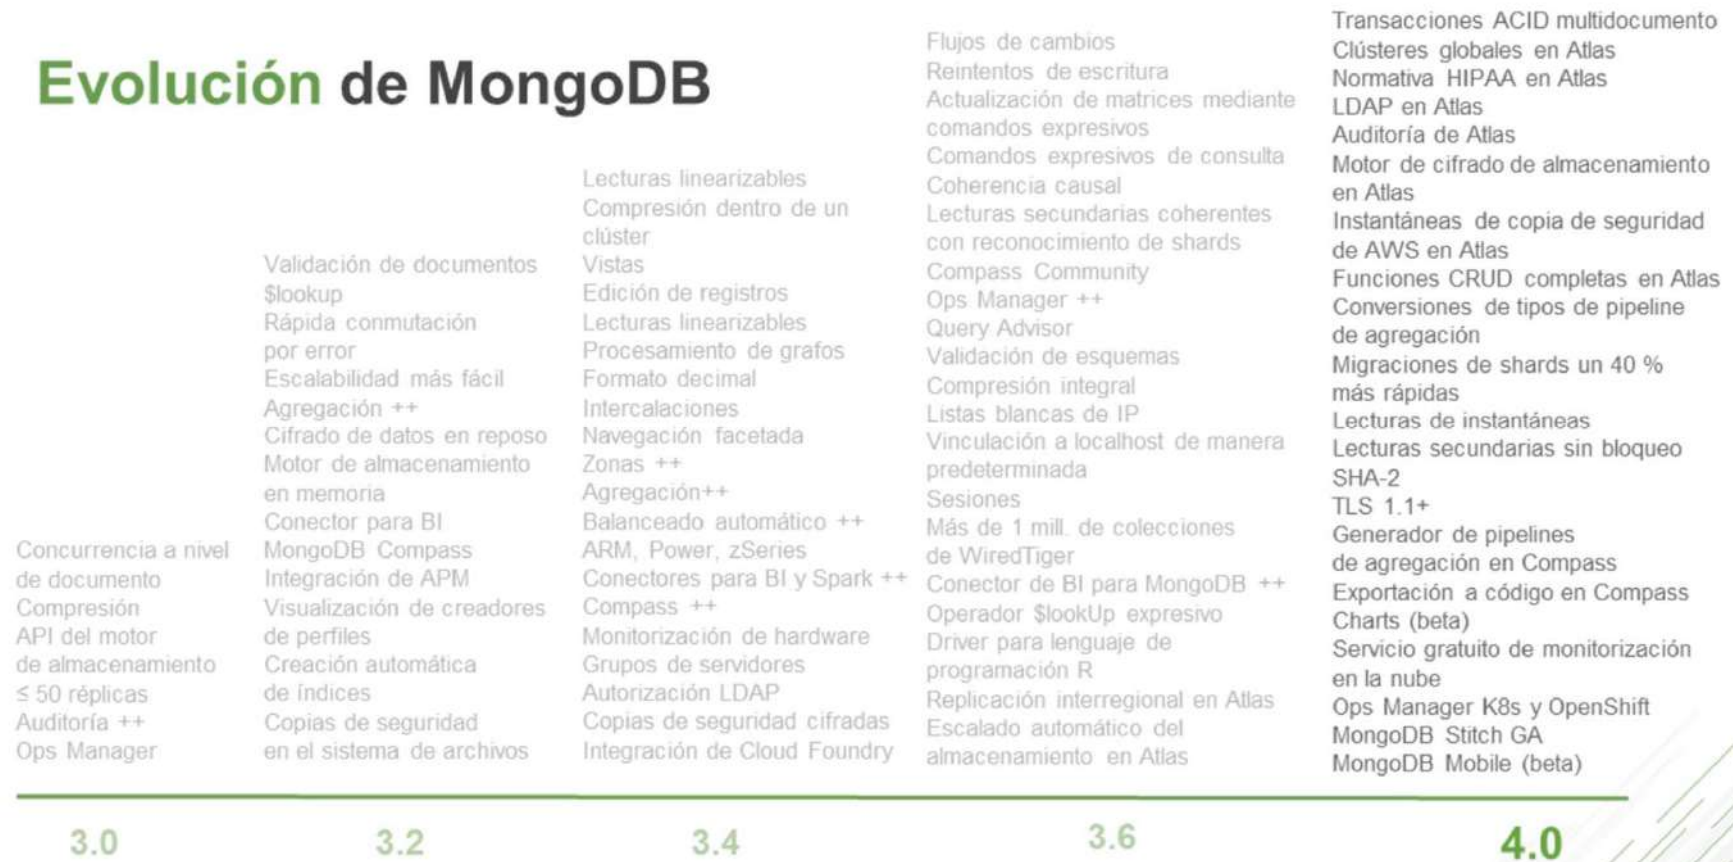 Evolución de MongoDB
Concurrencia a nivel
de documento
Compresión
API del motor
de almacenamiento
≤ 50 réplicas
Auditoría ++
Ops Manager
3.0
Validación de documentos
$lookup
Rápida conmutación
por error
Escalabilidad más fácil
Agregación ++
Cifrado de datos en reposo
Motor de almacenamiento
en memoria
Conector para BI
MongoDB Compass
Integración de APM
Visualización de creadores
de perfiles
Creación automática
de índices
Copias de seguridad
en el sistema de archivos
3.2
Lecturas linearizables
Compresión dentro de un
clúster
Vistas
Edición de registros
Lecturas linearizables
Procesamiento de grafos
Formato decimal
Intercalaciones
Navegación facetada
Zonas ++
Agregación++
Balanceado automático ++
ARM, Power, zSeries
Conectores para BI y Spark ++
Compass ++
Monitorización de hardware
Grupos de servidores
Autorización LDAP
Copias de seguridad cifradas
Integración de Cloud Foundry
3.4
Flujos de cambios
Reintentos de escritura
Actualización de matrices mediante
comandos expresivos
Comandos expresivos de consulta
Coherencia causal
Lecturas secundarias coherentes
con reconocimiento de shards
Compass Community
Ops Manager ++
Query Advisor
Validación de esquemas
Compresión integral
Listas blancas de IP
Vinculación a localhost de manera
predeterminada
Sesiones
Más de 1 mill. de colecciones
de WiredTiger
Conector de BI para MongoDB ++
Operador $lookUp expresivo
Driver para lenguaje de
programación R
Replicación interregional en Atlas
Escalado automático del
almacenamiento en Atlas
3.6
Transacciones ACID multidocumento
Clústeres globales en Atlas
Normativa HIPAA en Atlas
LDAP en Atlas
Auditoría de Atlas
Motor de cifrado de almacenamiento
en Atlas
Instantáneas de copia de seguridad
de AWS en Atlas
Funciones CRUD completas en Atlas
Conversiones de tipos de pipeline
de agregación
Migraciones de shards un 40 %
más rápidas
Lecturas de instantáneas
Lecturas secundarias sin bloqueo
SHA-2
TLS 1.1+
Generador de pipelines
de agregación en Compass
Exportación a código en Compass
Charts (beta)
Servicio gratuito de monitorización
en la nube
Ops Manager K8s y OpenShift
MongoDB Stitch GA
MongoDB Mobile (beta)
4.0